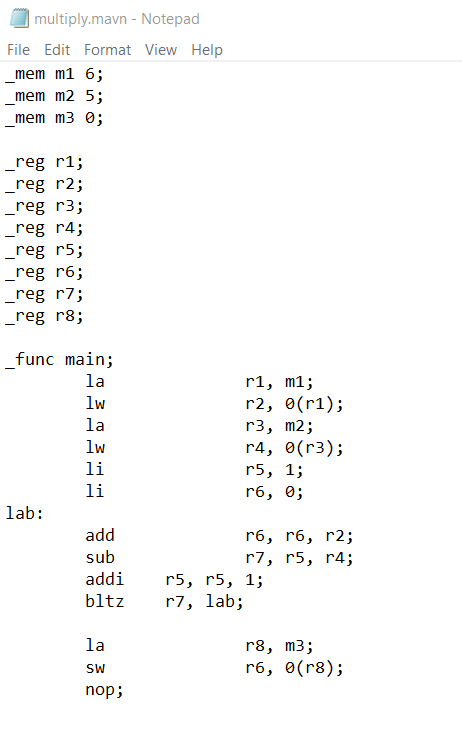 multiply.mavn - Notepad
File Edit Format View Help
_mem m1 6;
_mem m2 5;
_mem m3 0;
_reg r1;
_reg r2;
_reg r3;
_reg r4;
_reg r5;
_reg r6;
_reg r7;
_reg r8;
_func main;
la r1, m1;
lw r2, 0(r1);
la r3, m2;
lw r4, 0(r3);
li r5, 1;
li r6, 0;
lab:
add r6, r6, r2;
sub r7, r5, r4;
addi r5, r5, 1;
bltz r7, lab;
la r8, m3;
sw r6, 0(r8);
nop;